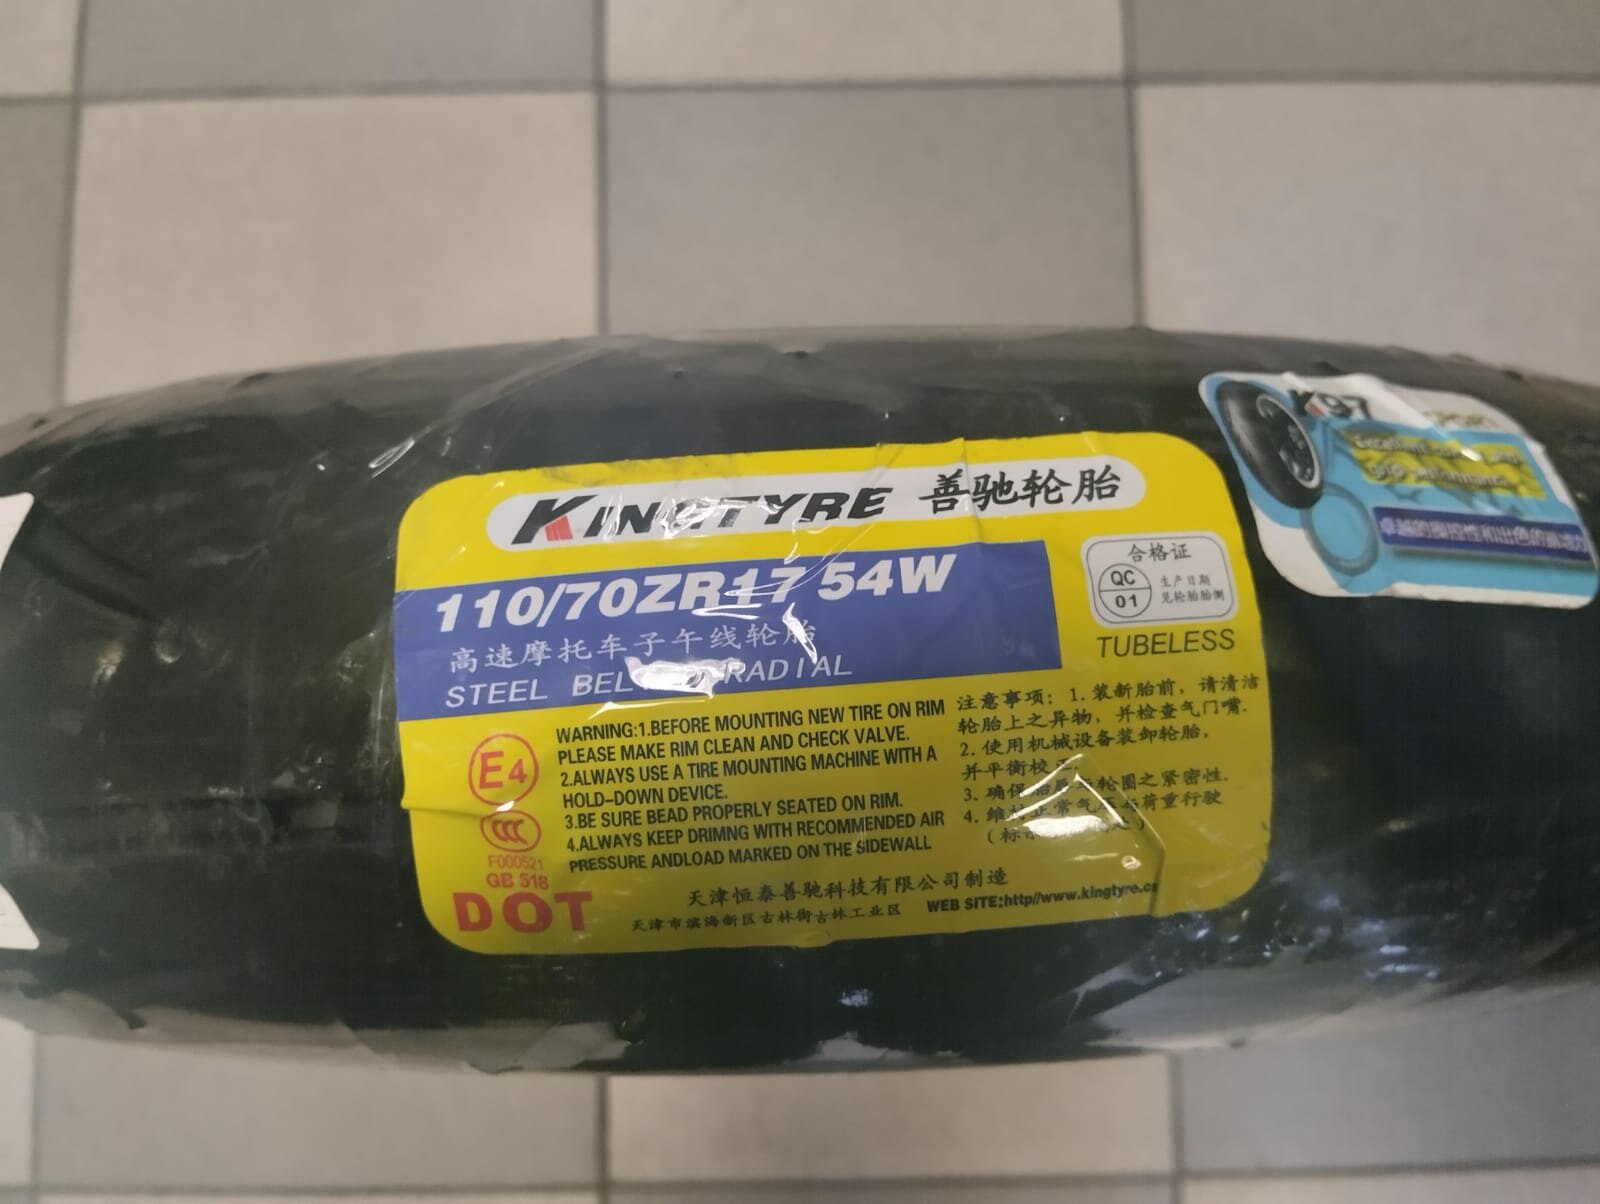 KINGTYRE 善驰轮胎
110/70ZR17 54W
高速摩托车子午线轮胎
STEEL RADIAL
合格证
QC
01
生产日期
见轮胎胎侧
TUBELESS
E4
CCC
F000521
GB 518
DOT
WARNING:1.BEFORE MOUNTING NEW TIRE ON RIM
PLEASE MAKE RIM CLEAN AND CHECK VALVE.
2.ALWAYS USE A TIRE MOUNTING MACHINE WITH A
HOLD-DOWN DEVICE.
3.BE SURE BEAD PROPERLY SEATED ON RIM.
4.ALWAYS KEEP DRIMNG WITH RECOMMENDED AIR
PRESSURE ANDLOAD MARKED ON THE SIDEWALL
注意事项: 1. 装新胎前, 请清洁
轮胎上之异物, 并检查气门嘴.
2. 使用机械设备装卸轮胎,
并平衡校正.
3. 确保 轮圈之紧密性.
4. 荷重行驶
天津恒泰善驰科技有限公司制造
天津市滨海新区古林街古林工业区
WEB SITE:http//www.kingtyre.c
K97
SPORT
卓越的操控性和出色的